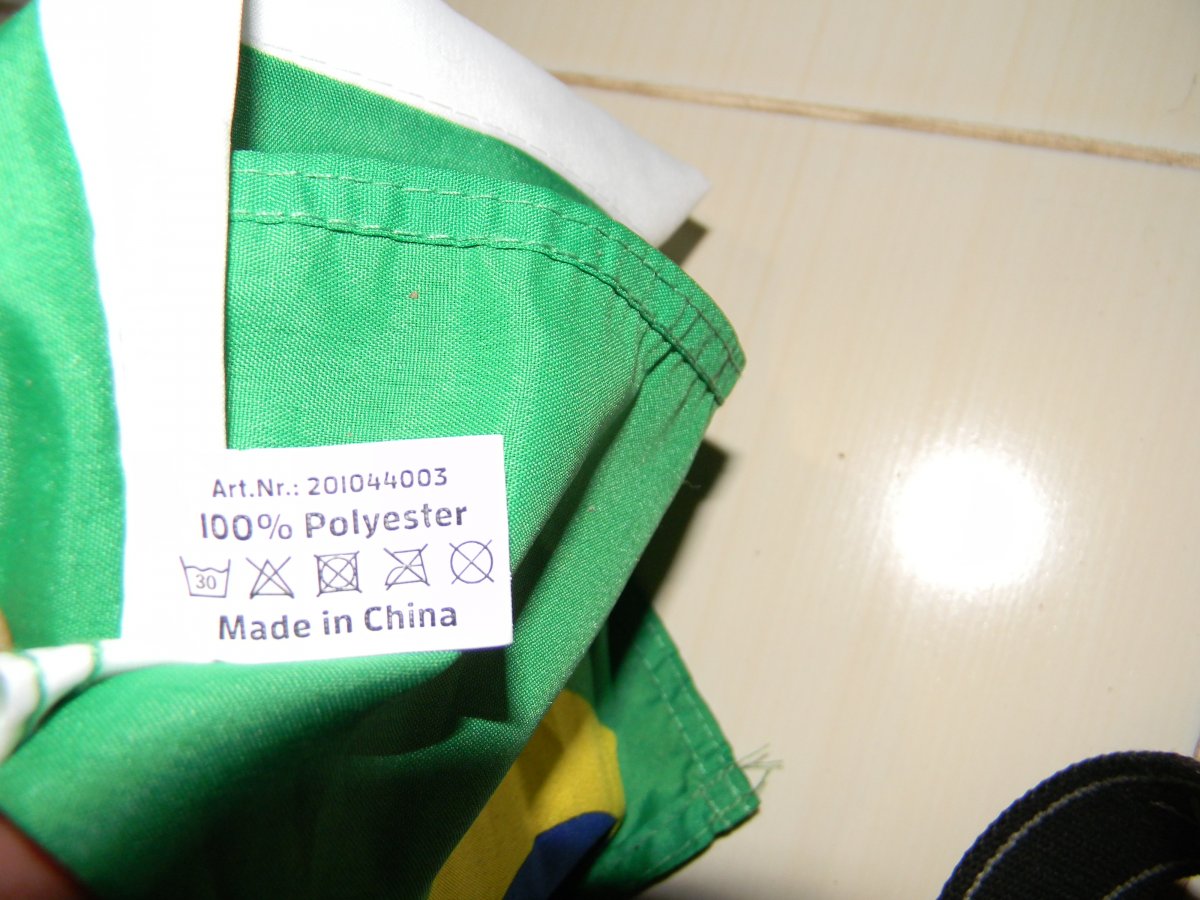 Art.Nr.: 201044003
100% Polyester
30
Made in China